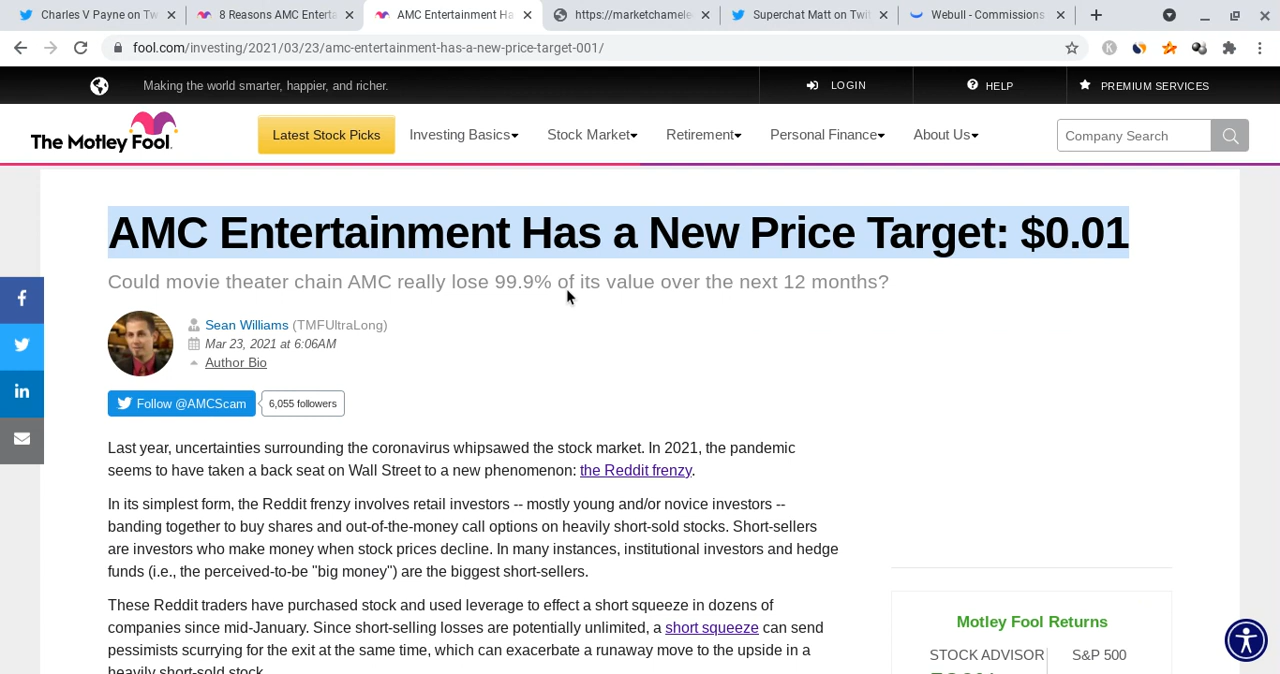 Charles V Payne on Tw
8 Reasons AMC Enterta
AMC Entertainment Ha
https://marketchamele
Superchat Matt on Twit
Webull - Commissions
fool.com/investing/2021/03/23/amc-entertainment-has-a-new-price-target-001/
Making the world smarter, happier, and richer.
LOGIN
HELP
PREMIUM SERVICES
The Motley Fool.
Latest Stock Picks
Investing Basics
Stock Market
Retirement
Personal Finance
About Us
Company Search
AMC Entertainment Has a New Price Target: $0.01
Could movie theater chain AMC really lose 99.9% of its value over the next 12 months?
Sean Williams (TMFUltraLong)
Mar 23, 2021 at 6:06AM
Author Bio
Follow @AMCScam
6,055 followers
Last year, uncertainties surrounding the coronavirus whipsawed the stock market. In 2021, the pandemic
seems to have taken a back seat on Wall Street to a new phenomenon: the Reddit frenzy.
In its simplest form, the Reddit frenzy involves retail investors -- mostly young and/or novice investors --
banding together to buy shares and out-of-the-money call options on heavily short-sold stocks. Short-sellers
are investors who make money when stock prices decline. In many instances, institutional investors and hedge
funds (i.e., the perceived-to-be "big money") are the biggest short-sellers.
These Reddit traders have purchased stock and used leverage to effect a short squeeze in dozens of
companies since mid-January. Since short-selling losses are potentially unlimited, a short squeeze can send
pessimists scurrying for the exit at the same time, which can exacerbate a runaway move to the upside in a
heavily short-sold stock.
Motley Fool Returns
STOCK ADVISOR
S&P 500